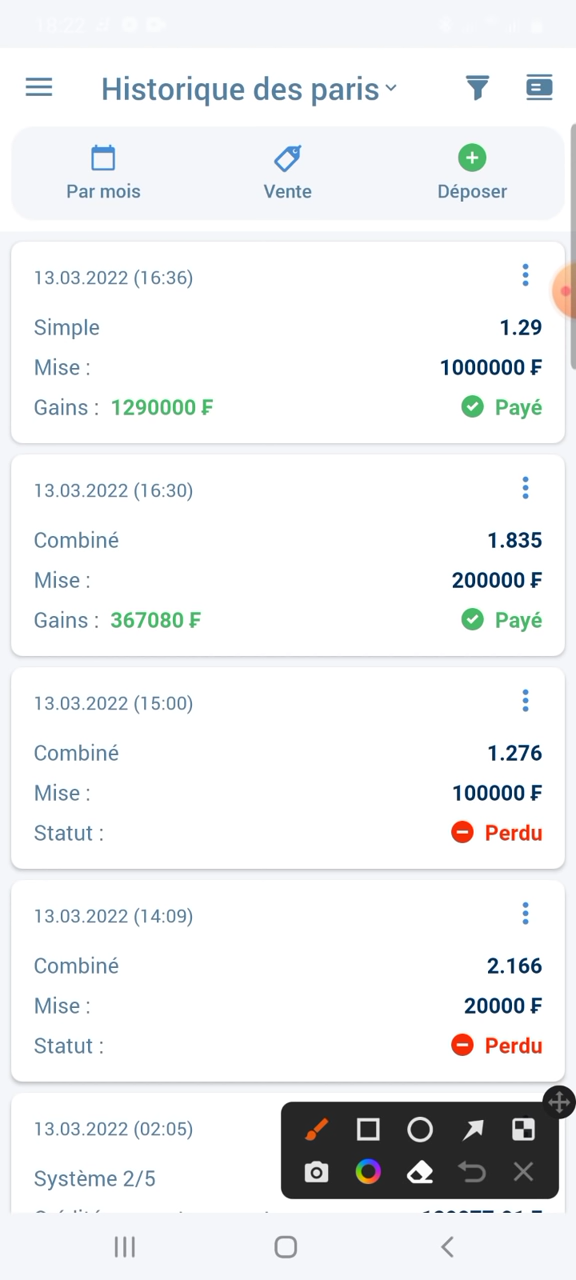 18:22
Historique des paris
Par mois
Vente
Déposer
13.03.2022 (16:36)
Simple 1.29
Mise : 1000000 ₣
Gains : 1290000 ₣ Payé
13.03.2022 (16:30)
Combiné 1.835
Mise : 200000 ₣
Gains : 367080 ₣ Payé
13.03.2022 (15:00)
Combiné 1.276
Mise : 100000 ₣
Statut : Perdu
13.03.2022 (14:09)
Combiné 2.166
Mise : 20000 ₣
Statut : Perdu
13.03.2022 (02:05)
Système 2/5